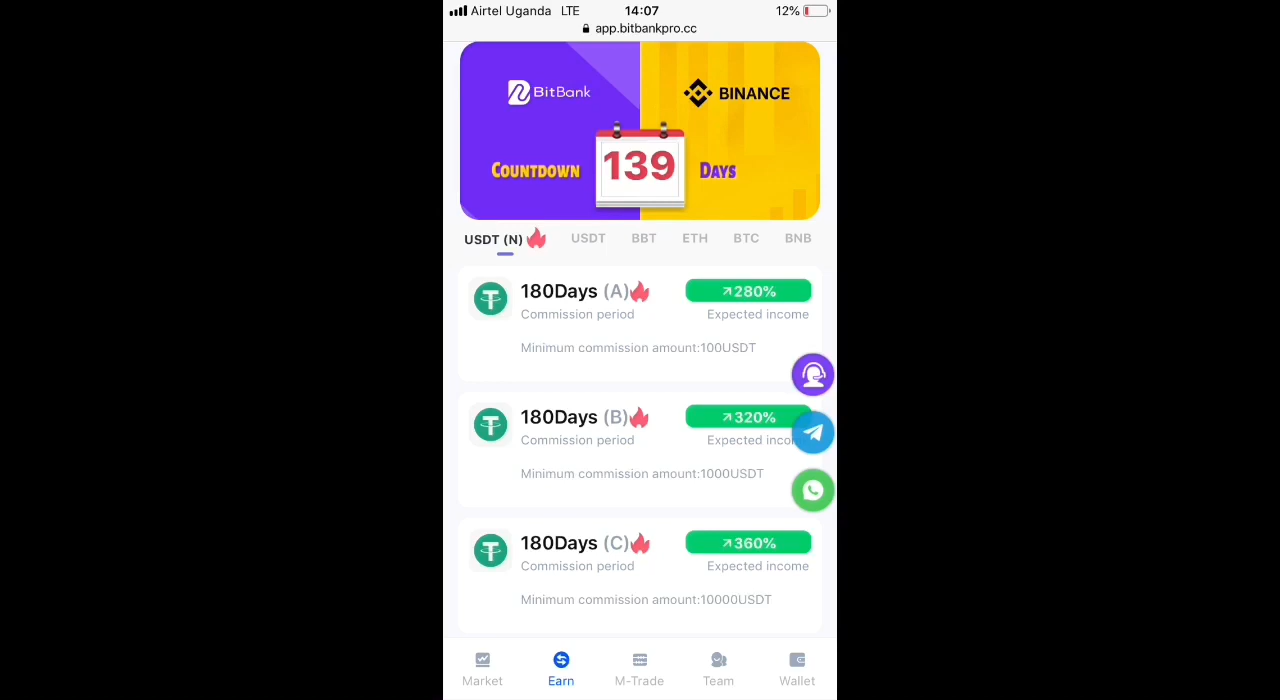 Airtel Uganda LTE 14:07 12%
app.bitbankpro.cc
BitBank BINANCE
COUNTDOWN 139 DAYS
USDT (N) USDT BBT ETH BTC BNB
180Days (A) 280%
Commission period Expected income
Minimum commission amount:100USDT
180Days (B) 320%
Commission period Expected income
Minimum commission amount:1000USDT
180Days (C) 360%
Commission period Expected income
Minimum commission amount:10000USDT
Market Earn M-Trade Team Wallet